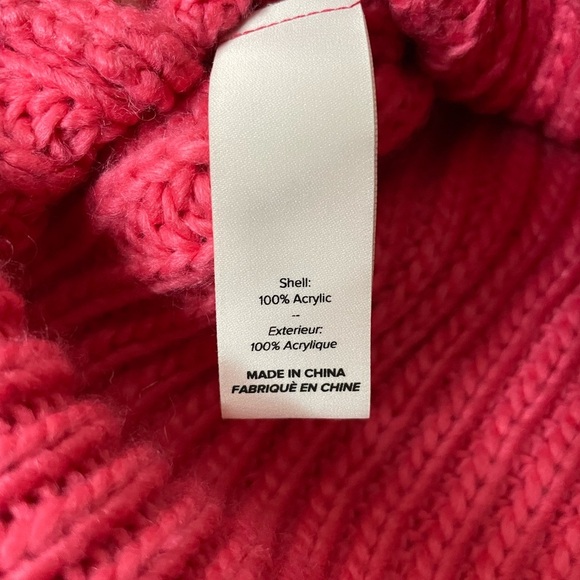 Shell:
100% Acrylic
--
Exterieur:
100% Acrylique
MADE IN CHINA
FABRIQUÈ EN CHINE